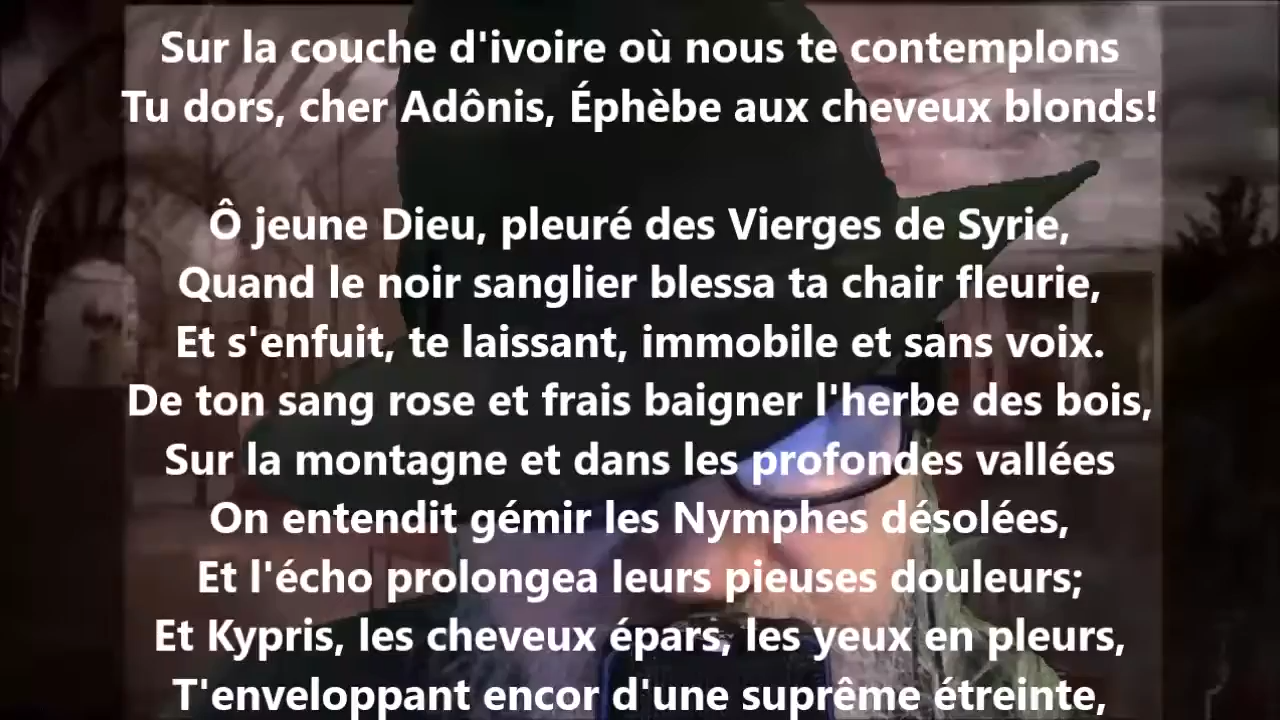 Sur la couche d'ivoire où nous te contemplons
Tu dors, cher Adônis, Éphèbe aux cheveux blonds!
Ô jeune Dieu, pleuré des Vierges de Syrie,
Quand le noir sanglier blessa ta chair fleurie,
Et s'enfuit, te laissant, immobile et sans voix.
De ton sang rose et frais baigner l'herbe des bois,
Sur la montagne et dans les profondes vallées
On entendit gémir les Nymphes désolées,
Et l'écho prolongea leurs pieuses douleurs;
Et Kypris, les cheveux épars, les yeux en pleurs,
T'enveloppant encor d'une suprême étreinte,